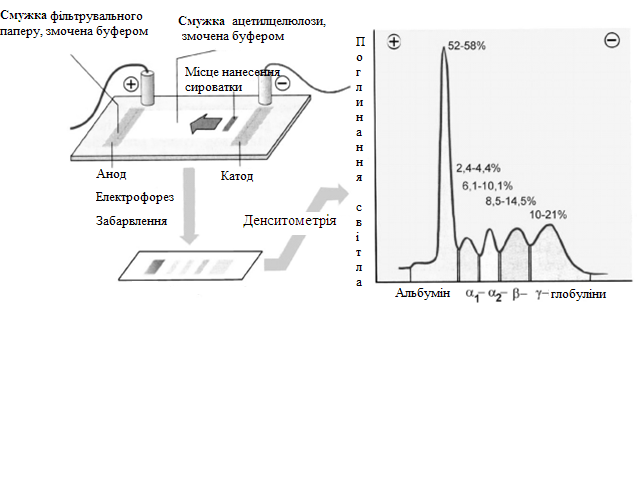 Смужка фільтрувального
паперу, змочена буфером
Смужка ацетилцелюлози,
змочена буфером
Місце нанесення
сироватки
+
−
Анод
Катод
Електрофорез
Забарвлення
Денситометрія
Поглинання світла
+
−
52-58%
2,4-4,4%
6,1-10,1%
8,5-14,5%
10-21%
Альбумін α₁– α₂– β– γ–глобуліни